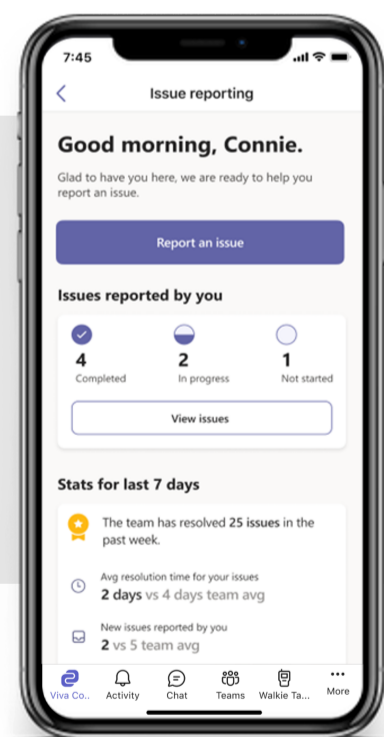 7:45
Issue reporting
Good morning, Connie.
Glad to have you here, we are ready to help you
report an issue.
Report an issue
Issues reported by you
4
2
1
Completed
In progress
Not started
View issues
Stats for last 7 days
The team has resolved 25 issues in the
past week.
Avg resolution time for your issues
2 days vs 4 days team avg
New issues reported by you
2 vs 5 team avg
Viva Co..
Activity
Chat
Teams
Walkie Ta...
More